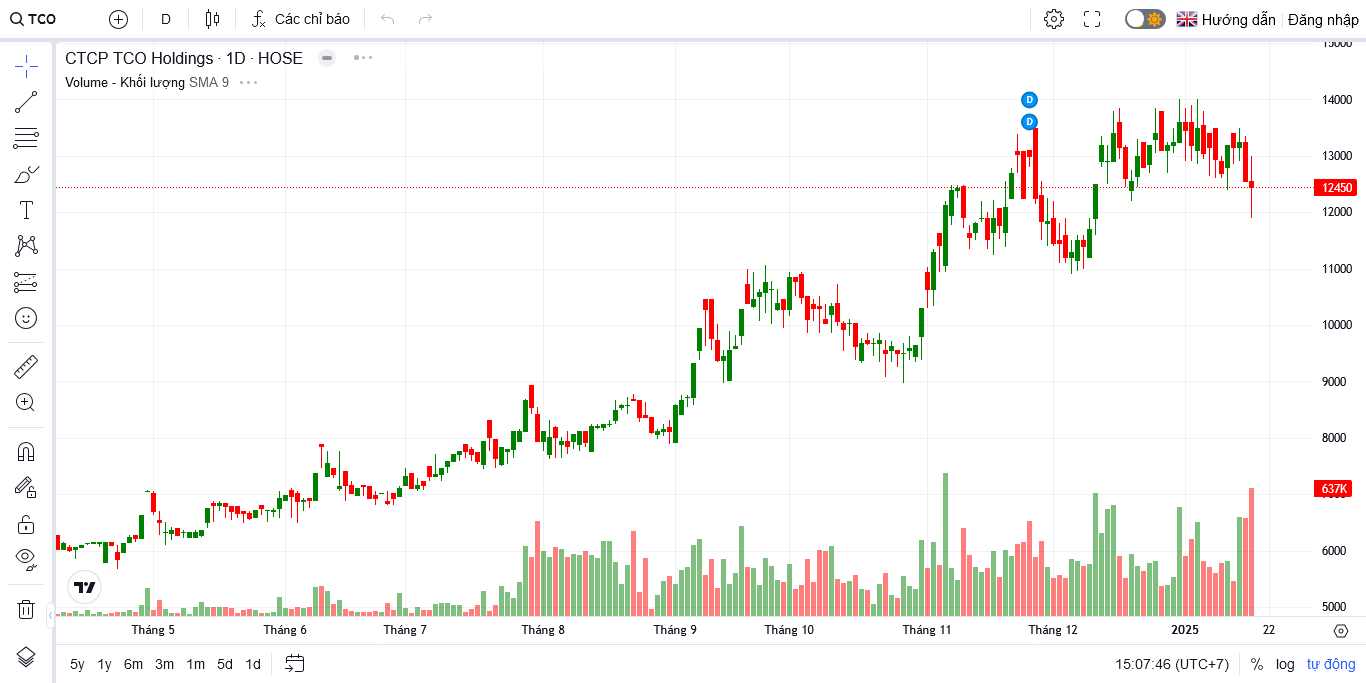 TCO
D
Các chỉ báo
Hướng dẫn
Đăng nhập
CTCP TCO Holdings · 1D · HOSE
Volume - Khối lượng SMA 9
D
D
15000
14000
13000
12450
12000
11000
10000
9000
8000
637K
6000
5000
Tháng 5
Tháng 6
Tháng 7
Tháng 8
Tháng 9
Tháng 10
Tháng 11
Tháng 12
2025
22
5y 1y 6m 3m 1m 5d 1d
15:07:46 (UTC+7)
%
log
tự động